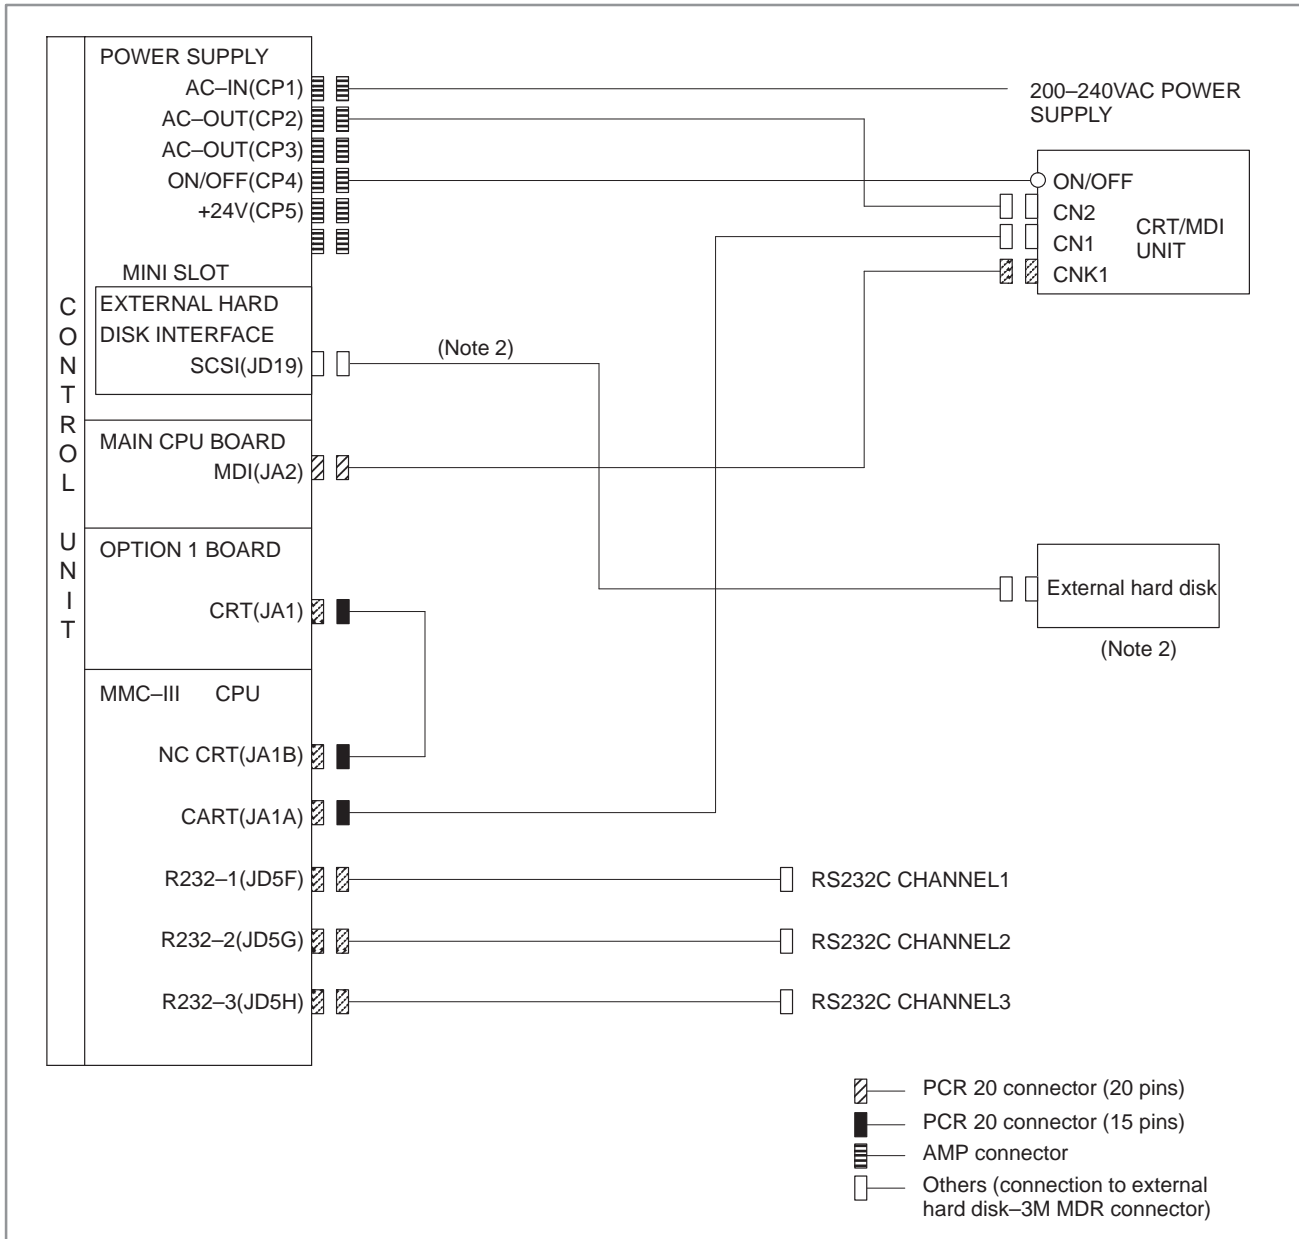 POWER SUPPLY
AC–IN(CP1)
AC–OUT(CP2)
AC–OUT(CP3)
ON/OFF(CP4)
+24V(CP5)
200–240VAC POWER
SUPPLY
ON/OFF
CN2
CN1
CNK1
CRT/MDI
UNIT
MINI SLOT
EXTERNAL HARD
DISK INTERFACE
SCSI(JD19)
(Note 2)
CONTROL UNIT
MAIN CPU BOARD
MDI(JA2)
OPTION 1 BOARD
CRT(JA1)
External hard disk
(Note 2)
MMC–III CPU
NC CRT(JA1B)
CART(JA1A)
R232–1(JD5F)
RS232C CHANNEL1
R232–2(JD5G)
RS232C CHANNEL2
R232–3(JD5H)
RS232C CHANNEL3
PCR 20 connector (20 pins)
PCR 20 connector (15 pins)
AMP connector
Others (connection to external
hard disk–3M MDR connector)